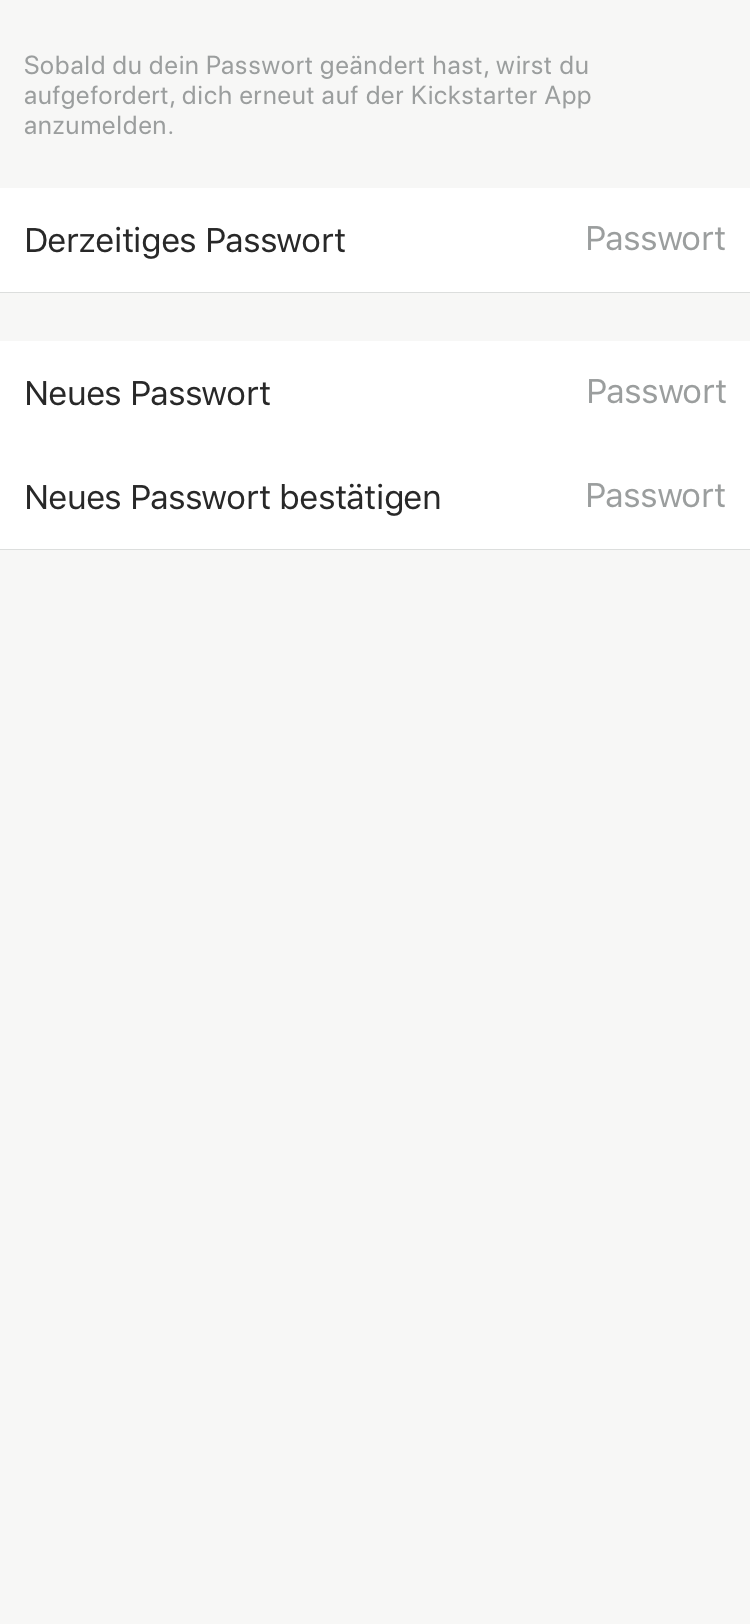 Sobald du dein Passwort geändert hast, wirst du
aufgefordert, dich erneut auf der Kickstarter App
anzumelden.
Derzeitiges Passwort Passwort
Neues Passwort Passwort
Neues Passwort bestätigen Passwort